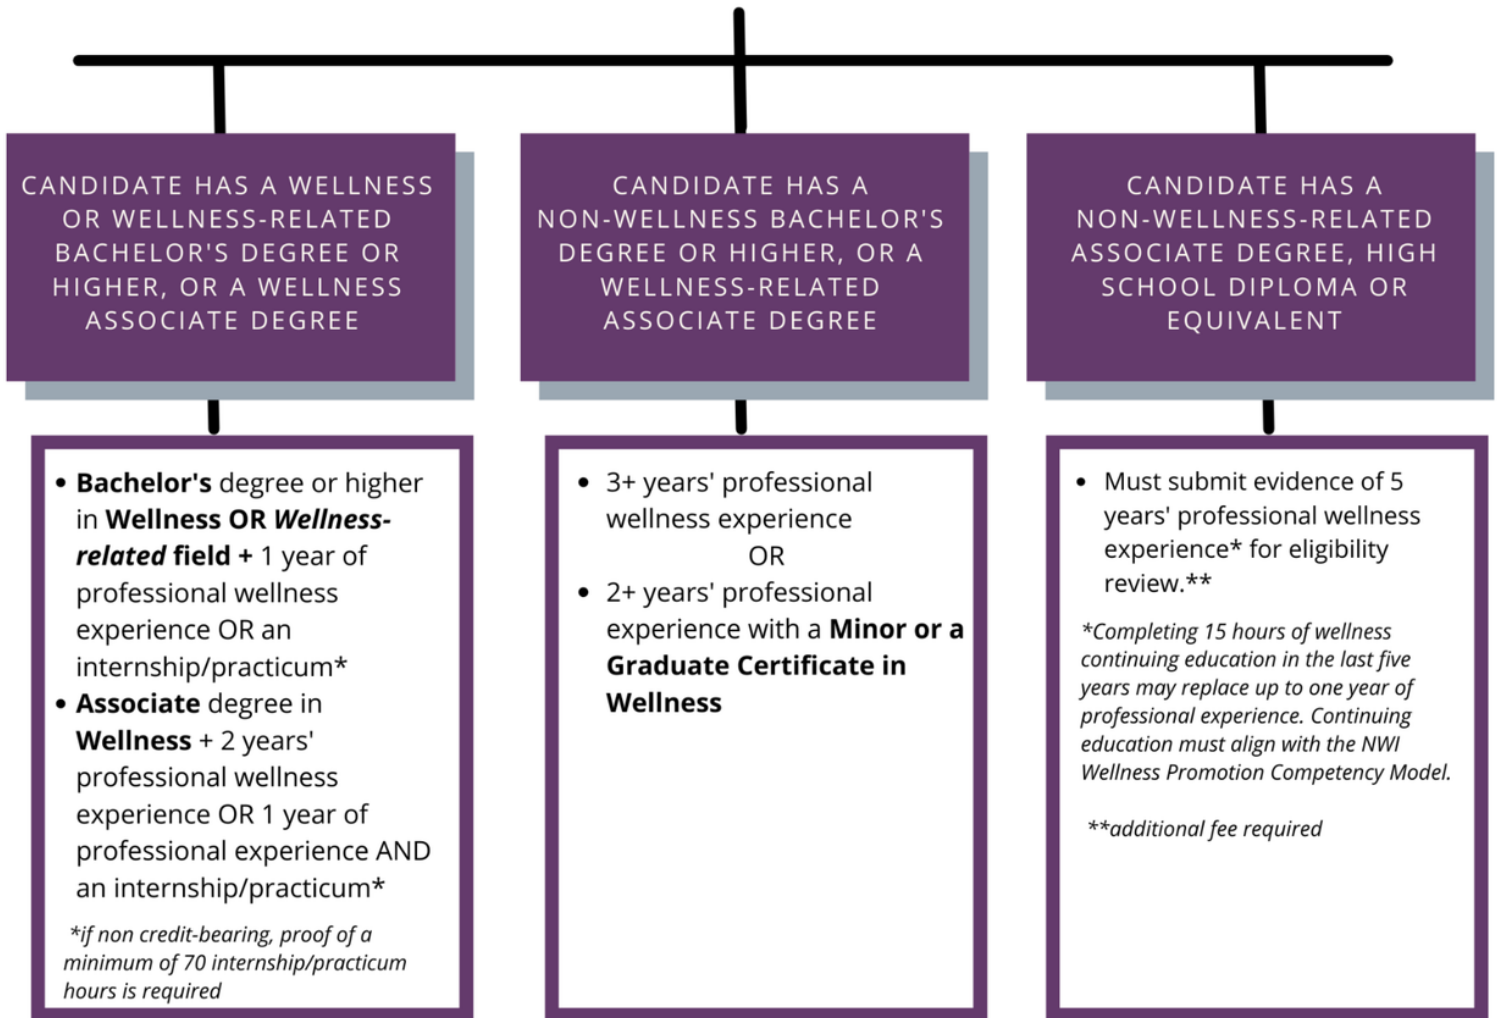 CANDIDATE HAS A WELLNESS
OR WELLNESS-RELATED
BACHELOR'S DEGREE OR
HIGHER, OR A WELLNESS
ASSOCIATE DEGREE
• Bachelor's degree or higher
in Wellness OR Wellness-
related field + 1 year of
professional wellness
experience OR an
internship/practicum*
• Associate degree in
Wellness + 2 years'
professional wellness
experience OR 1 year of
professional experience AND
an internship/practicum*
*if non credit-bearing, proof of a
minimum of 70 internship/practicum
hours is required
CANDIDATE HAS A
NON-WELLNESS BACHELOR'S
DEGREE OR HIGHER, OR A
WELLNESS-RELATED
ASSOCIATE DEGREE
• 3+ years' professional
wellness experience
OR
• 2+ years' professional
experience with a Minor or a
Graduate Certificate in
Wellness
CANDIDATE HAS A
NON-WELLNESS-RELATED
ASSOCIATE DEGREE, HIGH
SCHOOL DIPLOMA OR
EQUIVALENT
• Must submit evidence of 5
years' professional wellness
experience* for eligibility
review.**
*Completing 15 hours of wellness
continuing education in the last five
years may replace up to one year of
professional experience. Continuing
education must align with the NWI
Wellness Promotion Competency Model.
**additional fee required